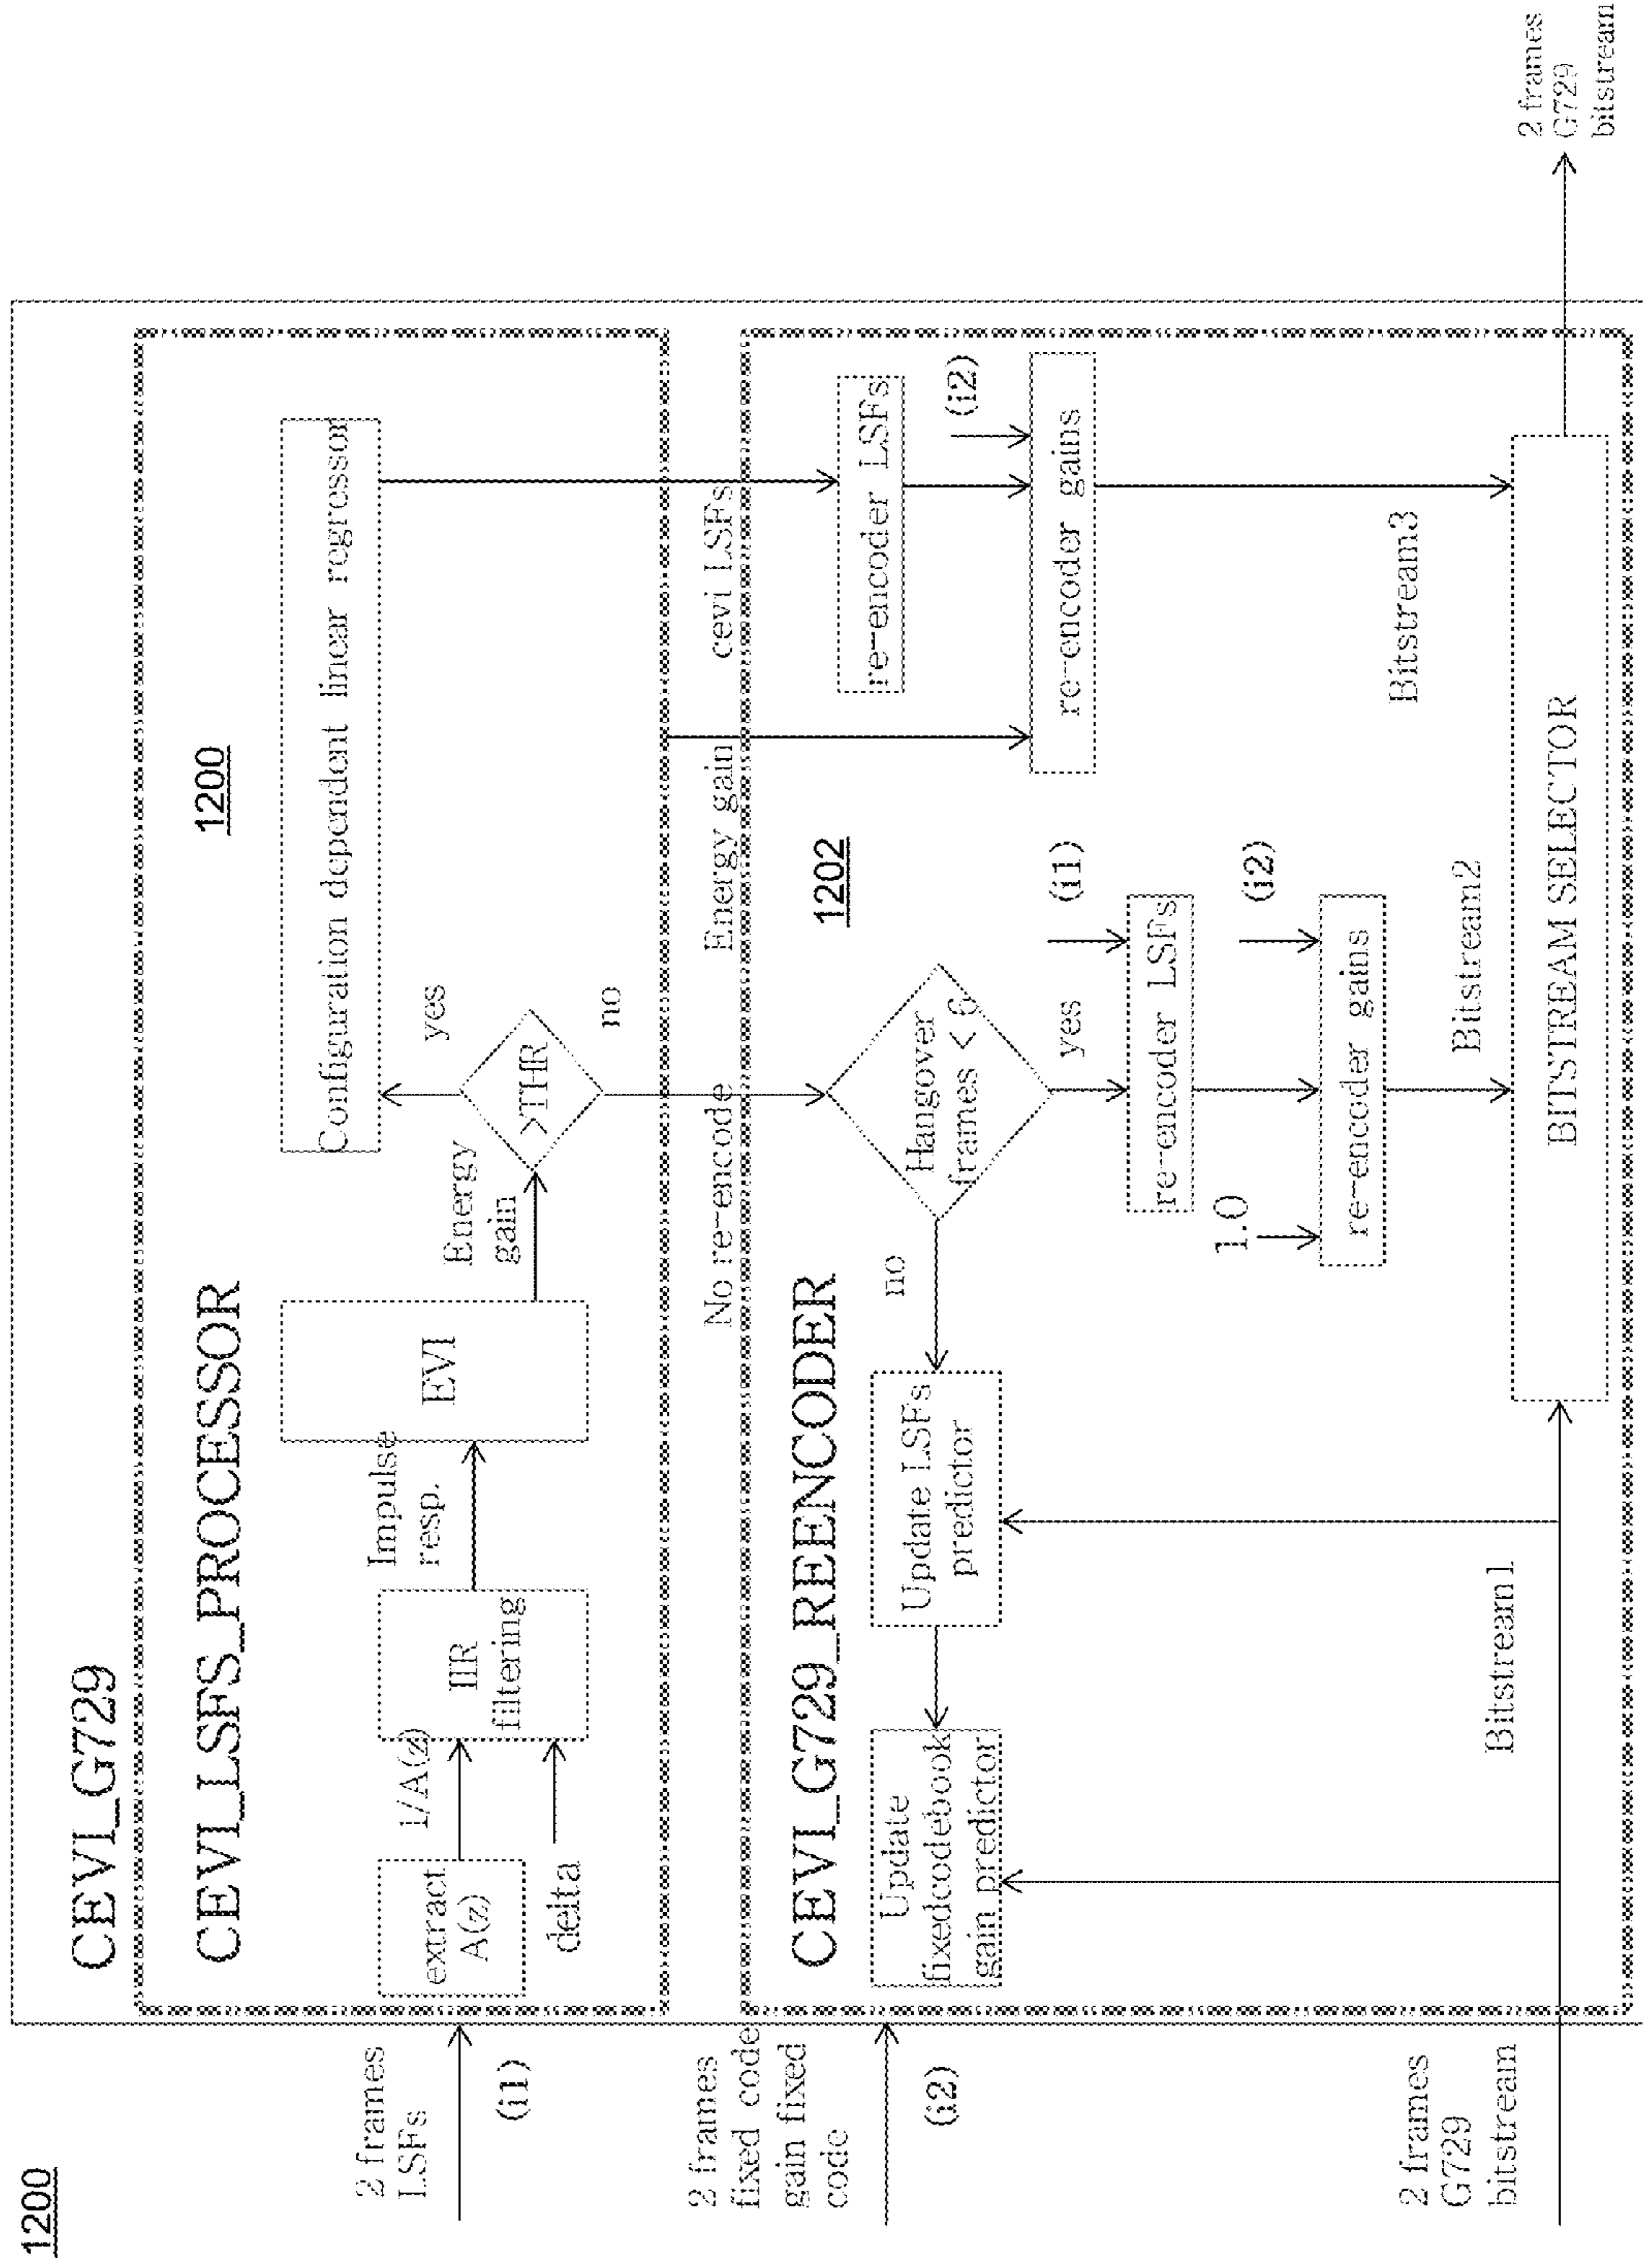 1200
CEVI_G729
CEVI_LSFS_PROCESSOR
1200
2 frames
LSFs
(i1)
extract
A(z)
1/A(z)
delta
IIR
filtering
Impulse
resp.
EVI
Energy
gain
>THR
yes
no
Configuration dependent linear regressor
No re-encode
Energy gain
cevi LSFs
CEVI_G729_REENCODER
1202
2 frames
fixed code
gain fixed
code
(i2)
Update
fixedcodebook
gain predictor
Update LSFs
predictor
no
Hangover
frames < 6
yes
(i1)
re-encoder LSFs
1.0
(i2)
re-encoder gains
re-encoder LSFs
(i2)
re-encoder gains
Bitstream1
Bitstream2
Bitstream3
BITSTREAM SELECTOR
2 frames
G729
bitstream
2 frames
G729
bitstream